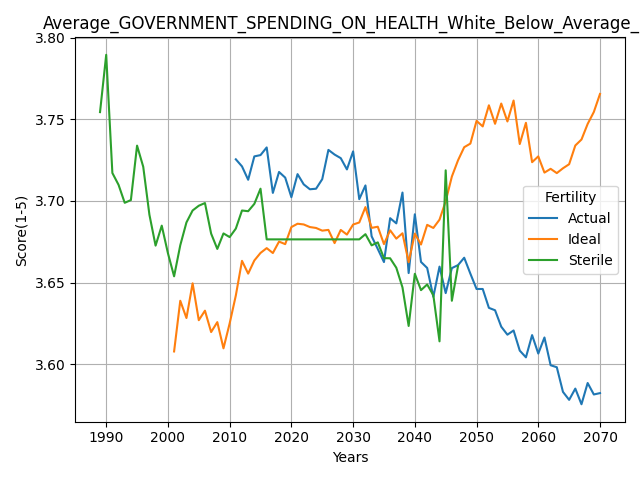 Average_GOVERNMENT_SPENDING_ON_HEALTH_White_Below_Average_
3.80
3.75
3.70
3.65
3.60
Score(1-5)
Fertility
Actual
Ideal
Sterile
1990 2000 2010 2020 2030 2040 2050 2060 2070
Years